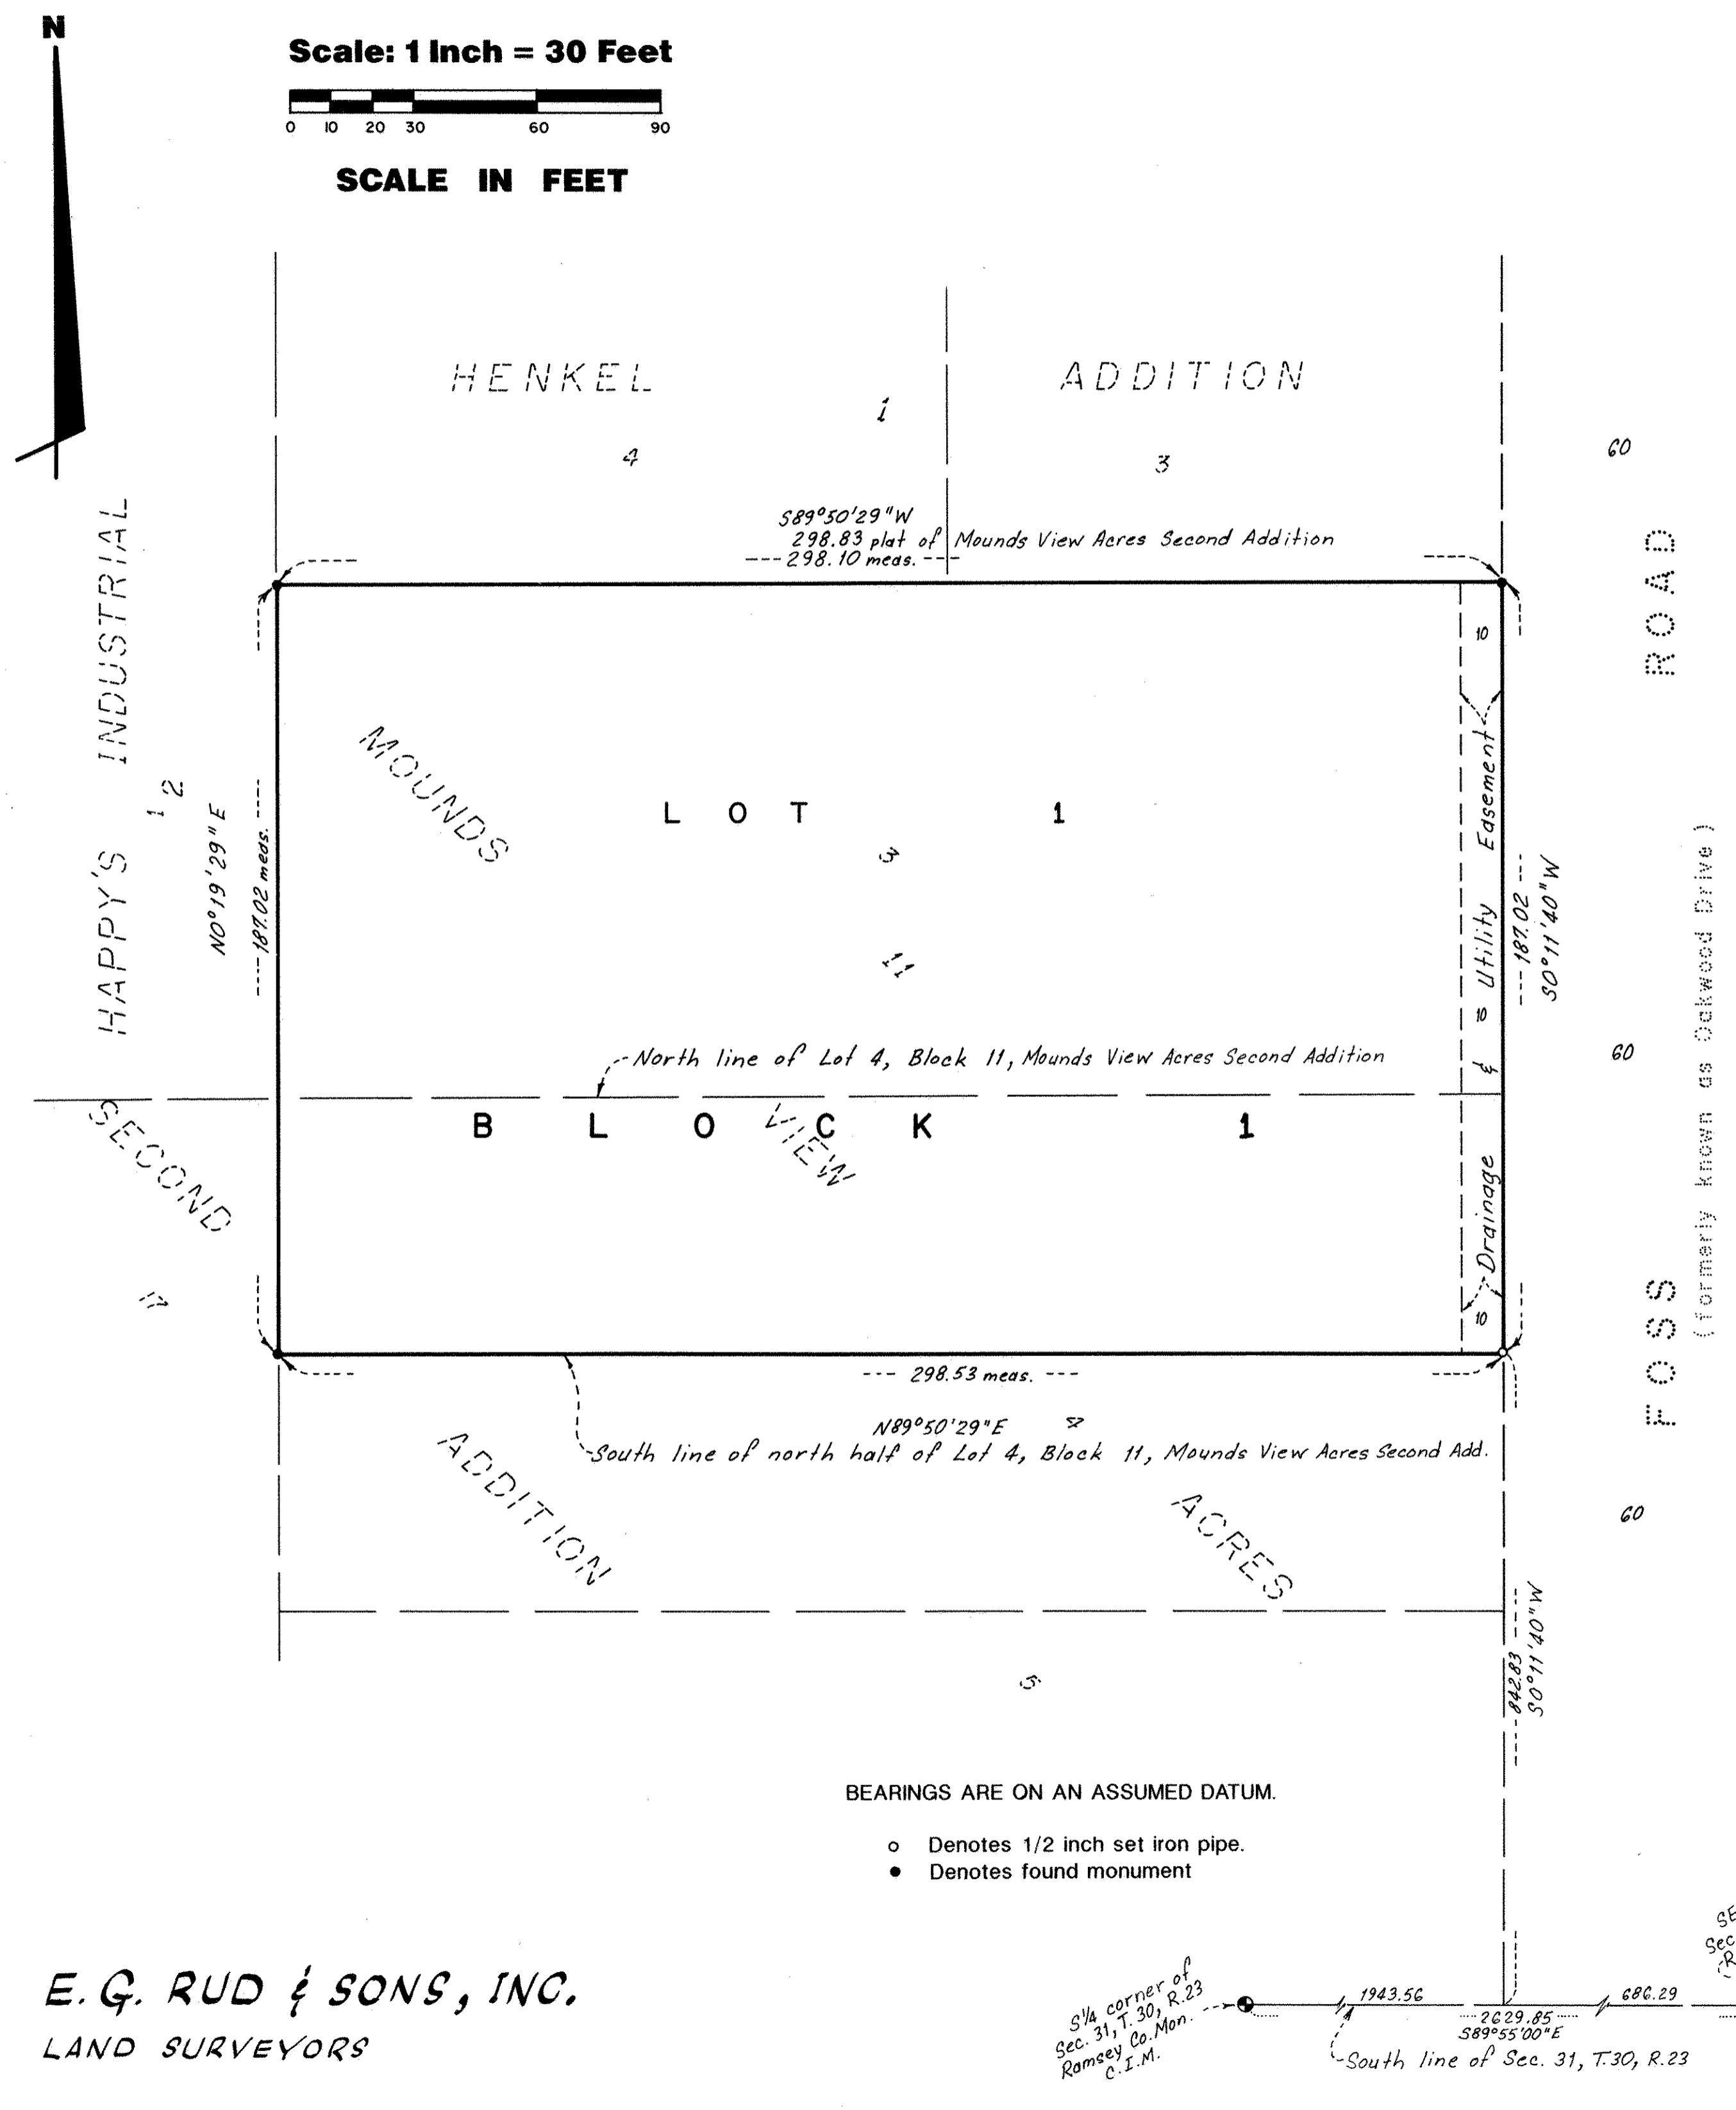 N
Scale: 1 Inch = 30 Feet
0 10 20 30 60 90
SCALE IN FEET
HENKEL ADDITION
1
4 3
60
S89°50'29"W
298.83 plat of Mounds View Acres Second Addition
298.10 meas.
HAPPY'S INDUSTRIAL
1 2
N0°19'29"E
187.02 meas.
MOUNDS
LOT 1
3
11
10
10
10
Drainage & Utility Easement
187.02
S0°11'40"W
FOSS ROAD
(formerly known as Oakwood Drive)
60
North line of Lot 4, Block 11, Mounds View Acres Second Addition
BLOCK 1
VIEW
SECOND
17
298.53 meas.
N89°50'29"E
4
South line of north half of Lot 4, Block 11, Mounds View Acres Second Add.
ADDITION
ACRES
60
5
842.83
S0°11'40"W
BEARINGS ARE ON AN ASSUMED DATUM.
Denotes 1/2 inch set iron pipe.
Denotes found monument
E.G. RUD & SONS, INC.
LAND SURVEYORS
S1/4 corner of
Sec. 31, T. 30, R.23
Ramsey Co. Mon.
C.I.M.
1943.56
686.29
2629.85
S89°55'00"E
South line of Sec. 31, T.30, R.23
SE
Sec
R